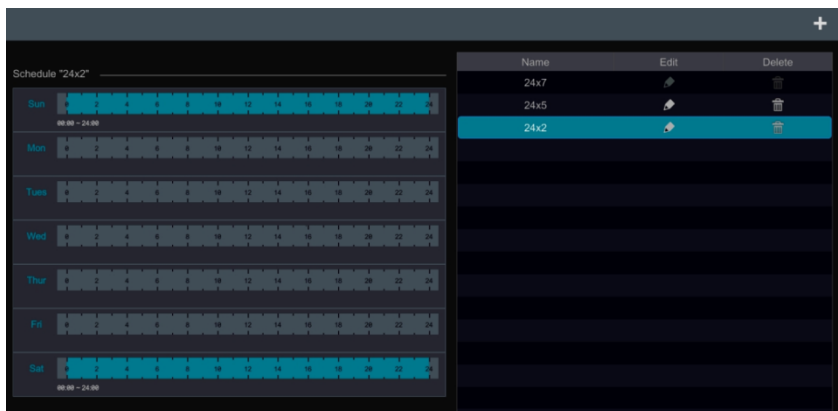 +
Schedule "24x2"
Sun 0 2 4 6 8 10 12 14 16 18 20 22 24
00:00 ~ 24:00
Mon 0 2 4 6 8 10 12 14 16 18 20 22 24
Tues 0 2 4 6 8 10 12 14 16 18 20 22 24
Wed 0 2 4 6 8 10 12 14 16 18 20 22 24
Thur 0 2 4 6 8 10 12 14 16 18 20 22 24
Fri 0 2 4 6 8 10 12 14 16 18 20 22 24
Sat 0 2 4 6 8 10 12 14 16 18 20 22 24
00:00 ~ 24:00
Name Edit Delete
24x7
24x5
24x2